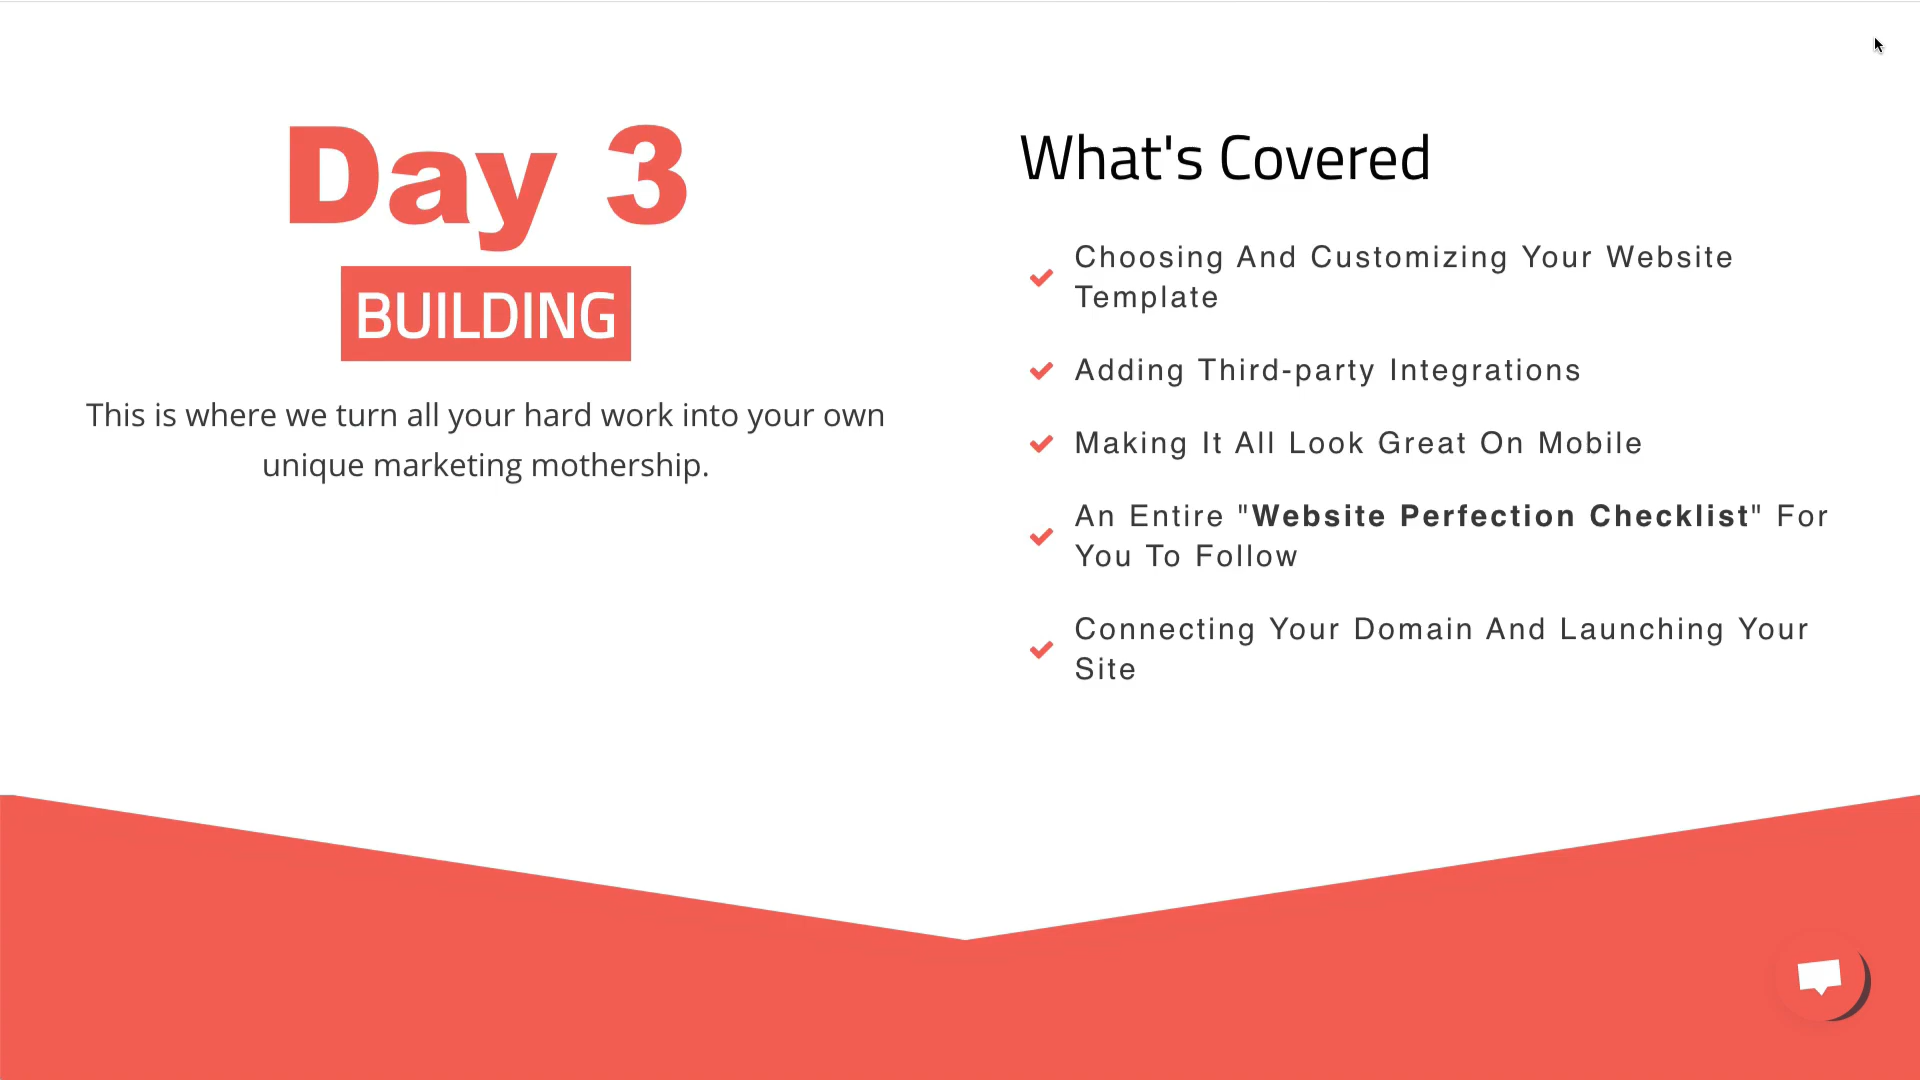 Day 3
BUILDING
This is where we turn all your hard work into your own
unique marketing mothership.
What's Covered
Choosing And Customizing Your Website
Template
Adding Third-party Integrations
Making It All Look Great On Mobile
An Entire "Website Perfection Checklist" For
You To Follow
Connecting Your Domain And Launching Your
Site